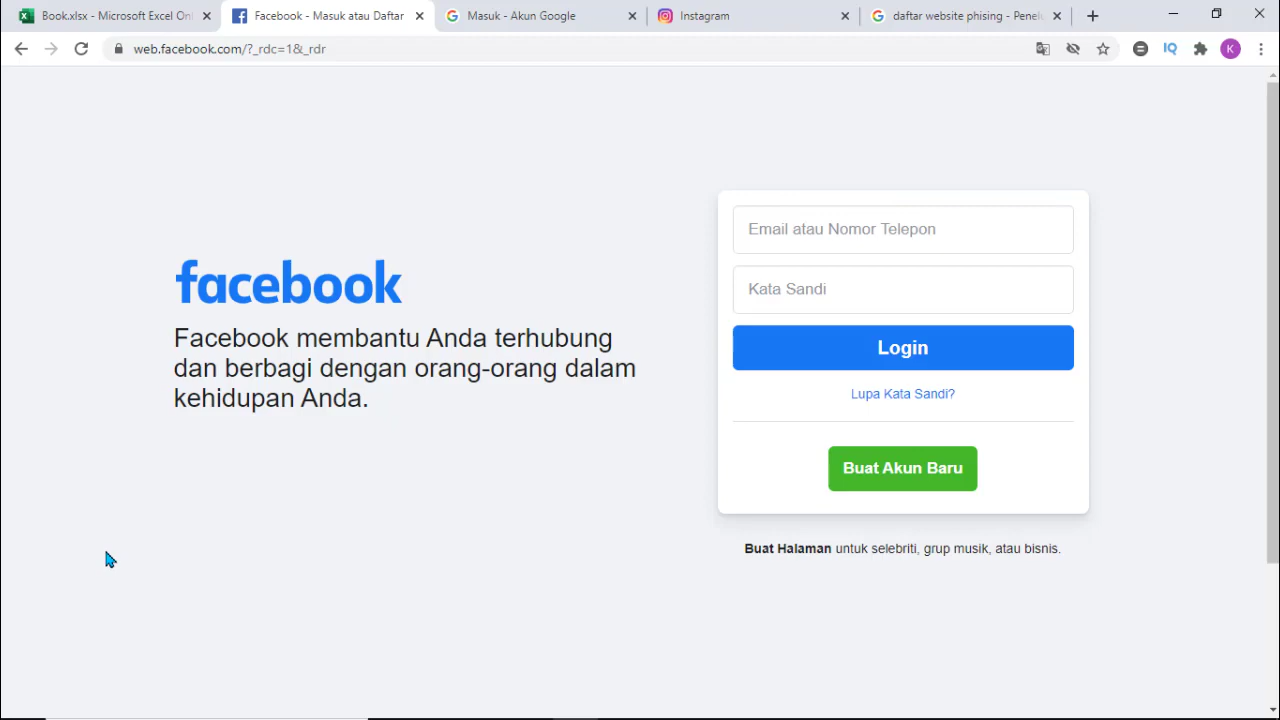 Book.xlsx - Microsoft Excel Onl
Facebook - Masuk atau Daftar
Masuk - Akun Google
Instagram
daftar website phising - Penelu
web.facebook.com/?_rdc=1&_rdr
IQ
K
facebook
Facebook membantu Anda terhubung
dan berbagi dengan orang-orang dalam
kehidupan Anda.
Email atau Nomor Telepon
Kata Sandi
Login
Lupa Kata Sandi?
Buat Akun Baru
Buat Halaman untuk selebriti, grup musik, atau bisnis.